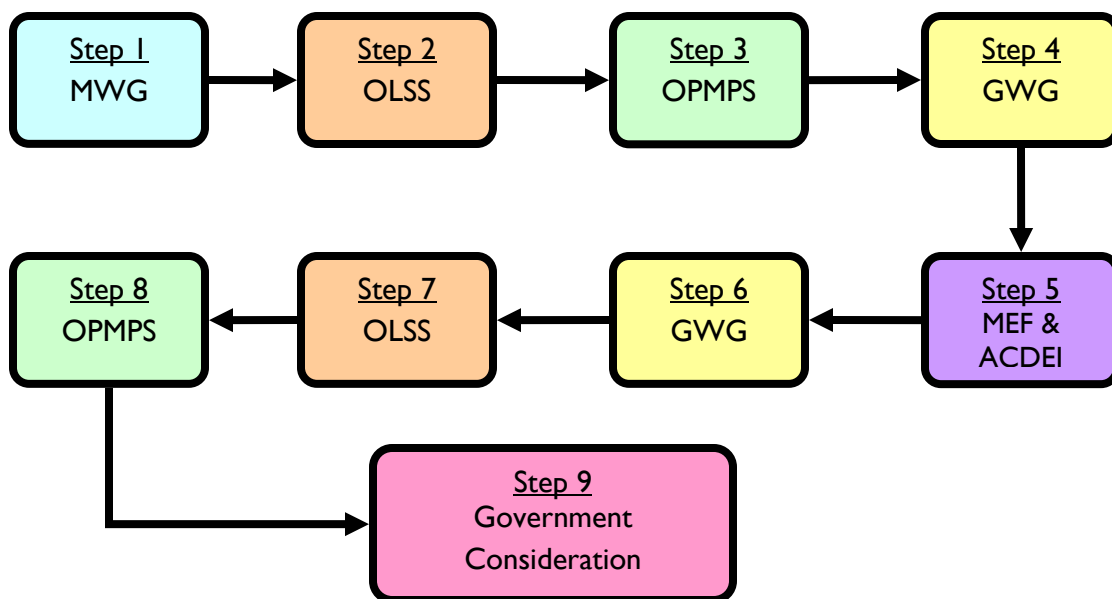 Step 1
MWG
Step 2
OLSS
Step 3
OPMPS
Step 4
GWG
Step 5
MEF &
ACDEI
Step 6
GWG
Step 7
OLSS
Step 8
OPMPS
Step 9
Government
Consideration